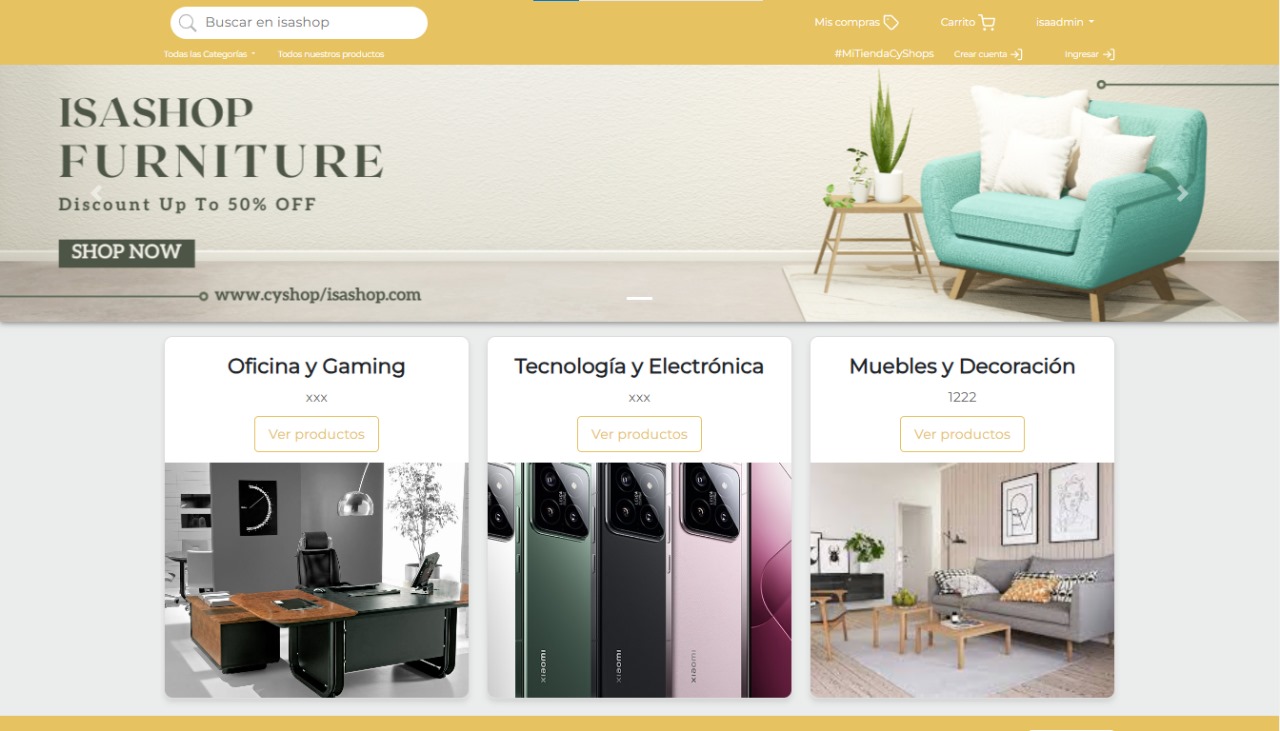 Buscar en isashop
Mis compras
Carrito
isaadmin
Todas las Categorías
Todos nuestros productos
#MiTiendaCyShops
Crear cuenta
Ingresar
ISASHOP
FURNITURE
Discount Up To 50% OFF
SHOP NOW
www.cyshop/isashop.com
Oficina y Gaming
xxx
Ver productos
Tecnología y Electrónica
xxx
Ver productos
Muebles y Decoración
1222
Ver productos
xiaomi
xiaomi
xiaomi